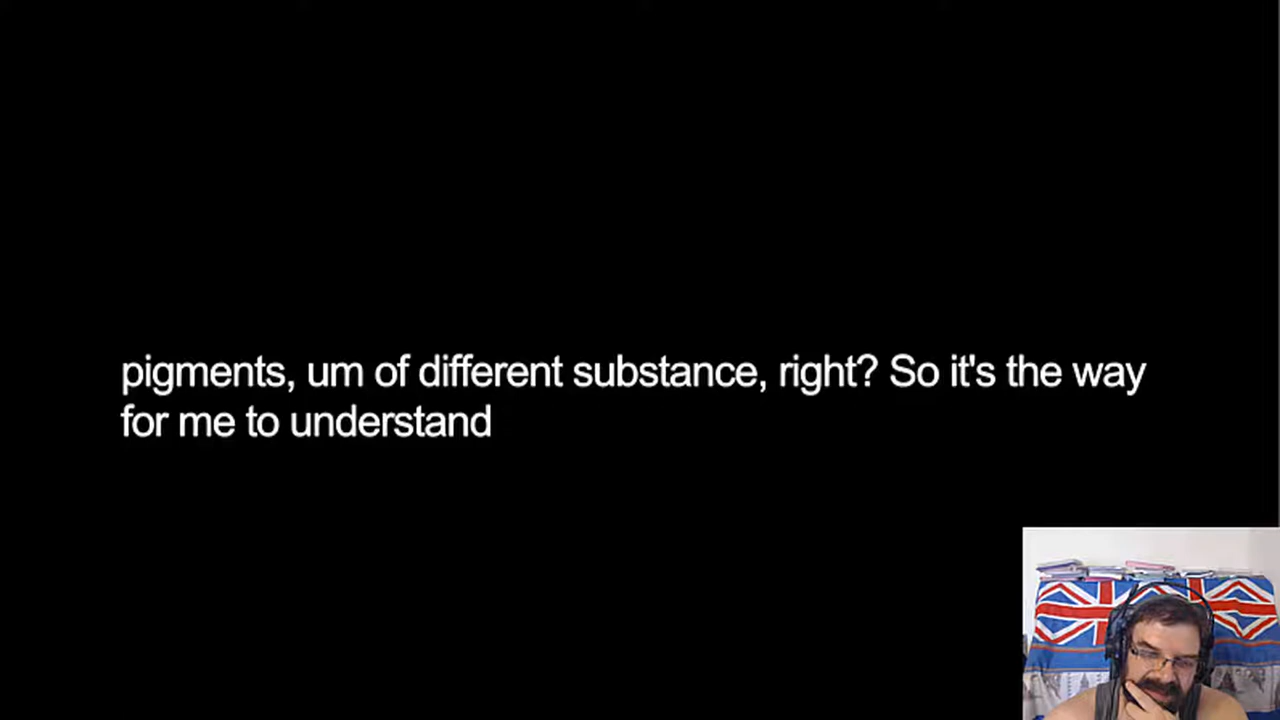 pigments, um of different substance, right? So it's the way
for me to understand